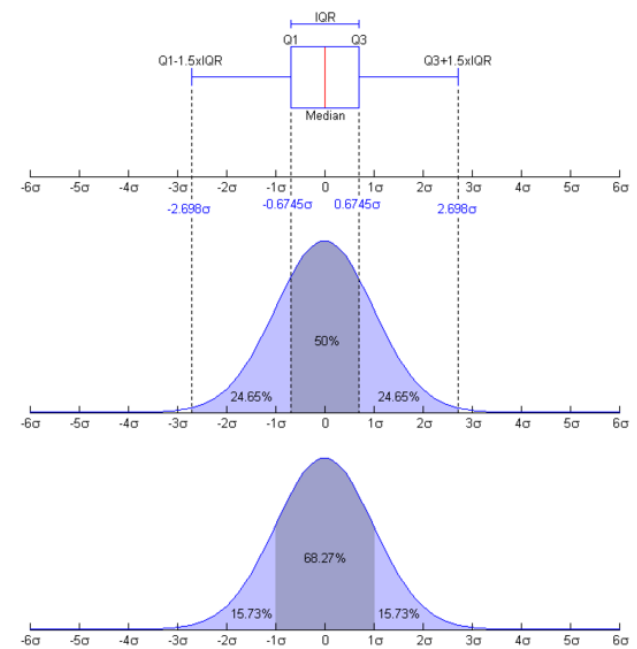 IQR
Q1 Q3
Q1-1.5xIQR Q3+1.5xIQR
Median
-6σ -5σ -4σ -3σ -2σ -1σ 0 1σ 2σ 3σ 4σ 5σ 6σ
-2.698σ -0.6745σ 0.6745σ 2.698σ
50%
24.65% 24.65%
-6σ -5σ -4σ -3σ -2σ -1σ 0 1σ 2σ 3σ 4σ 5σ 6σ
68.27%
15.73% 15.73%
-6σ -5σ -4σ -3σ -2σ -1σ 0 1σ 2σ 3σ 4σ 5σ 6σ